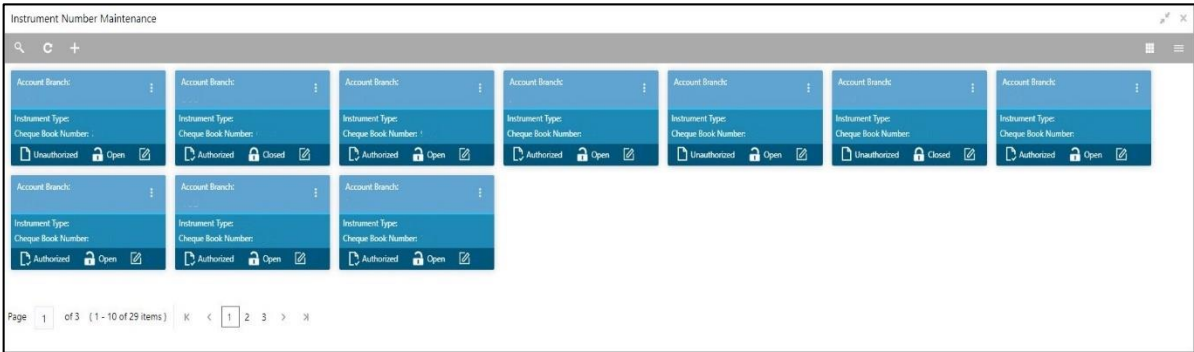 Instrument Number Maintenance
Account Branch: Account Branch: Account Branch: Account Branch: Account Branch: Account Branch: Account Branch:
Instrument Type: Instrument Type: Instrument Type: Instrument Type: Instrument Type: Instrument Type: Instrument Type:
Cheque Book Number: Cheque Book Number: Cheque Book Number: Cheque Book Number: Cheque Book Number: Cheque Book Number: Cheque Book Number:
Unauthorized Open Authorized Closed Authorized Open Authorized Open Unauthorized Open Unauthorized Closed Authorized Open
Account Branch: Account Branch: Account Branch:
Instrument Type: Instrument Type: Instrument Type:
Cheque Book Number: Cheque Book Number: Cheque Book Number:
Authorized Open Authorized Open Authorized Open
Page 1 of 3 (1 - 10 of 29 items) 1 2 3